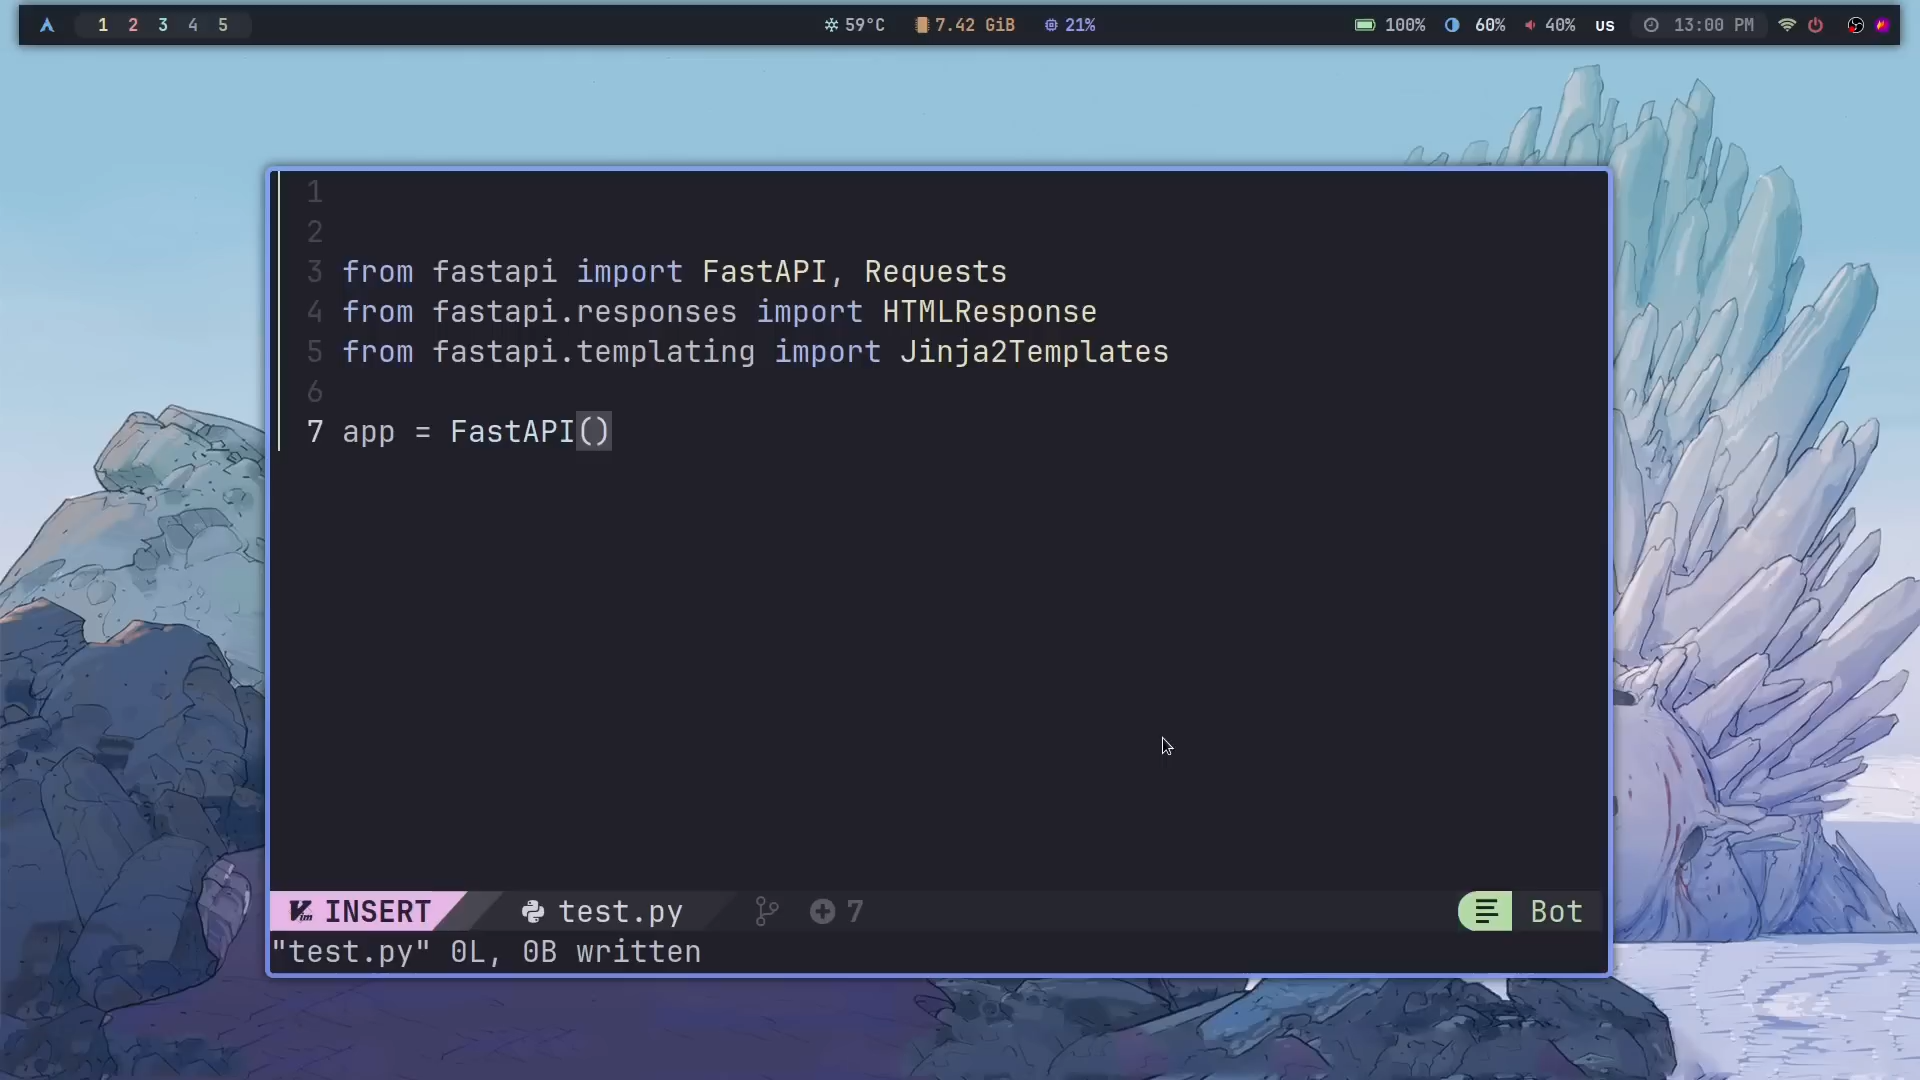 1 2 3 4 5 59°C 7.42 GiB 21% 100% 60% 40% US 13:00 PM
1
2
3 from fastapi import FastAPI, Requests
4 from fastapi.responses import HTMLResponse
5 from fastapi.templating import Jinja2Templates
6
7 app = FastAPI()
INSERT test.py 7 Bot
"test.py" 0L, 0B written